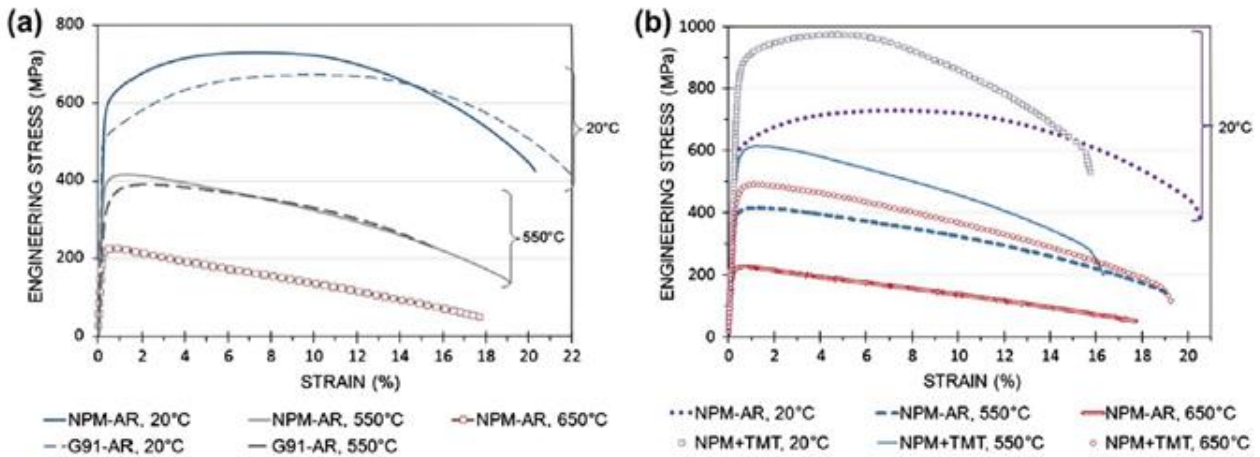 (a)
ENGINEERING STRESS (MPa)
800
600
400
200
0
20°C
550°C
0 2 4 6 8 10 12 14 16 18 20 22
STRAIN (%)
NPM-AR, 20°C NPM-AR, 550°C NPM-AR, 650°C
G91-AR, 20°C G91-AR, 550°C
(b)
ENGINEERING STRESS (MPa)
1000
800
600
400
200
0
20°C
0 2 4 6 8 10 12 14 16 18 20
STRAIN (%)
NPM-AR, 20°C NPM-AR, 550°C NPM-AR, 650°C
NPM+TMT, 20°C NPM+TMT, 550°C NPM+TMT, 650°C